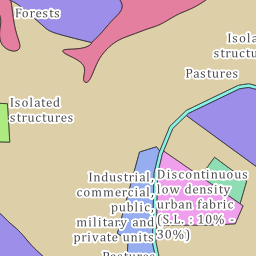 Forests
Isola
structu
Pastures
Isolated
structures
Industrial,
commercial,
public,
military and
private units
Discontinuous
low density
urban fabric
(S.L. : 10% -
30%)
Pastures